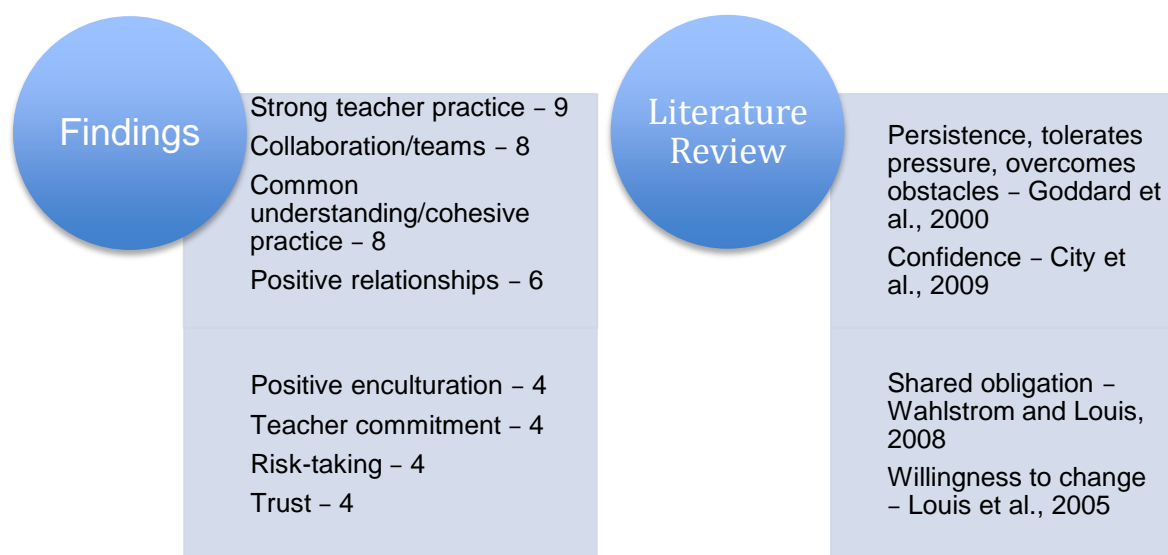 Findings
Strong teacher practice – 9
Collaboration/teams – 8
Common
understanding/cohesive
practice – 8
Positive relationships – 6
Positive enculturation – 4
Teacher commitment – 4
Risk-taking – 4
Trust – 4
Literature
Review
Persistence, tolerates
pressure, overcomes
obstacles – Goddard et
al., 2000
Confidence – City et
al., 2009
Shared obligation –
Wahlstrom and Louis,
2008
Willingness to change
– Louis et al., 2005